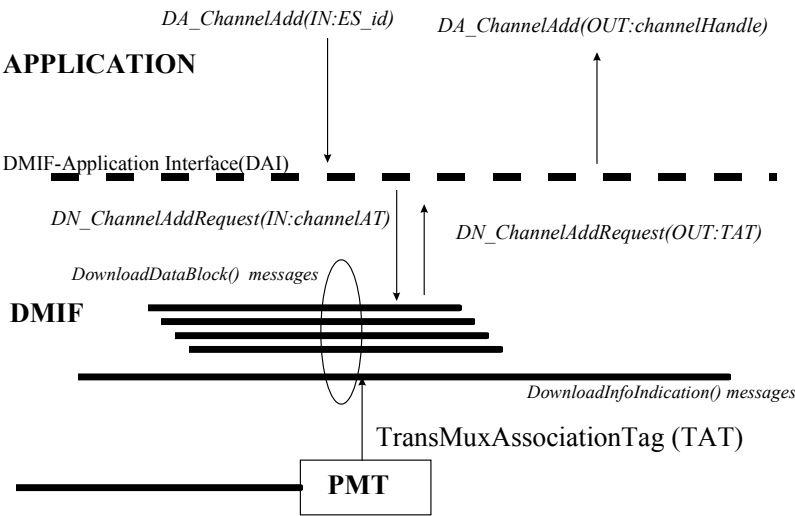 DA_ChannelAdd(IN:ES_id)
DA_ChannelAdd(OUT:channelHandle)
APPLICATION
DMIF-Application Interface(DAI)
DN_ChannelAddRequest(IN:channelAT)
DN_ChannelAddRequest(OUT:TAT)
DownloadDataBlock() messages
DMIF
DownloadInfoIndication() messages
TransMuxAssociationTag (TAT)
PMT